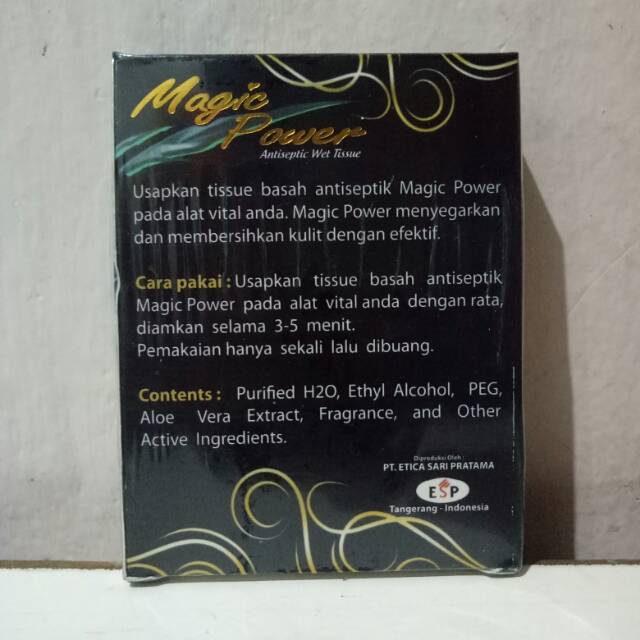 Magic
Power
Antiseptic Wet Tissue
Usapkan tissue basah antiseptik Magic Power
pada alat vital anda. Magic Power menyegarkan
dan membersihkan kulit dengan efektif.
Cara pakai : Usapkan tissue basah antiseptik
Magic Power pada alat vital anda dengan rata,
diamkan selama 3-5 menit.
Pemakaian hanya sekali lalu dibuang.
Contents : Purified H2O, Ethyl Alcohol, PEG,
Aloe Vera Extract, Fragrance, and Other
Active Ingredients.
Diproduksi Oleh :
PT. ETICA SARI PRATAMA
ESP
Tangerang - Indonesia